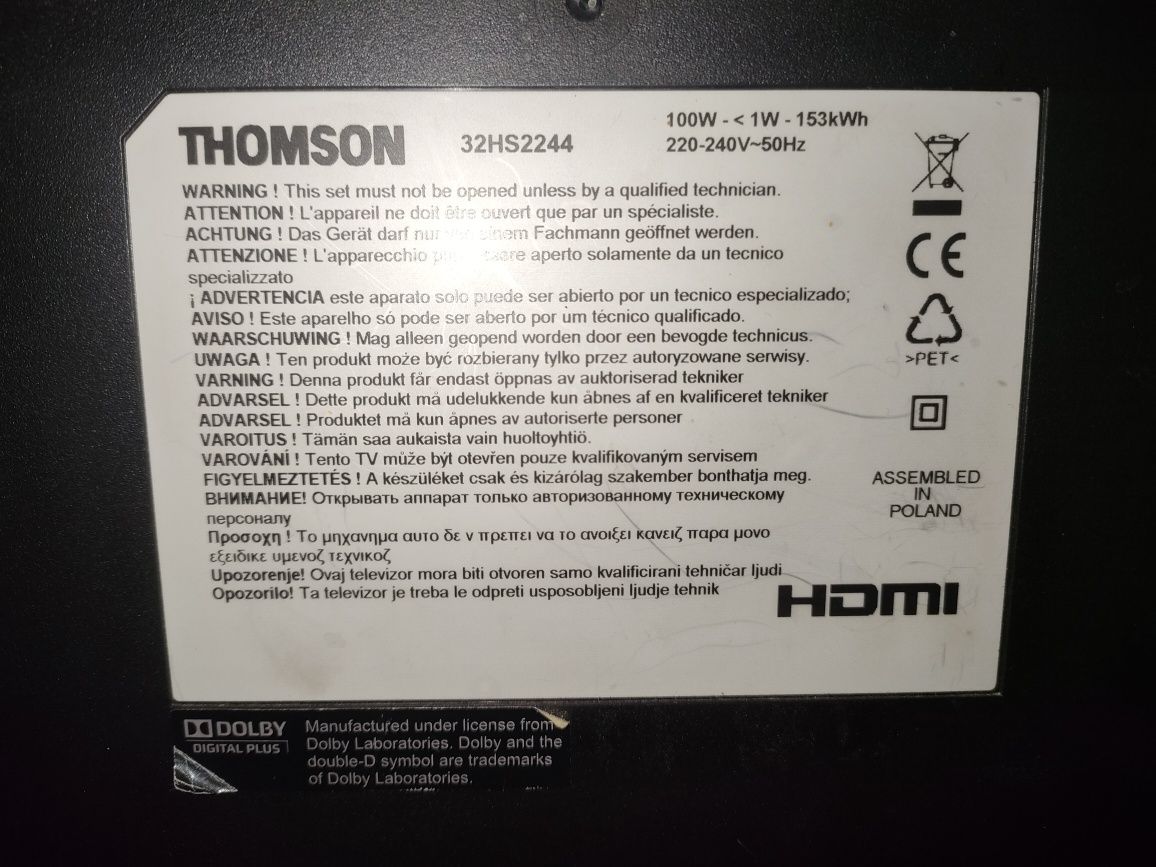 THOMSON 32HS2244
100W - < 1W - 153kWh
220-240V~50Hz
WARNING ! This set must not be opened unless by a qualified technician.
ATTENTION ! L'appareil ne doit être ouvert que par un spécialiste.
ACHTUNG ! Das Gerät darf nur von einem Fachmann geöffnet werden.
ATTENZIONE ! L'apparecchio aperto solamente da un tecnico
specializzato
¡ ADVERTENCIA este aparato solo puede ser abierto por un tecnico especializado;
AVISO ! Este aparelho só pode ser aberto por úm técnico qualificado.
WAARSCHUWING ! Mag alleen geopend worden door een bevogde technicus.
UWAGA ! Ten produkt może być rozbierany tylko przez autoryzowane serwisy.
VARNING ! Denna produkt får endast öppnas av auktoriserad tekniker
ADVARSEL ! Dette produkt må udelukkende kun åbnes af en kvalificeret tekniker
ADVARSEL ! Produktet må kun åpnes av autoriserte personer
VAROITUS ! Tämän saa aukaista vain huoltoyhtiö.
VAROVÁNÍ ! Tento TV může být otevřen pouze kvalifikovaným servisem
FIGYELMEZTETÉS ! A készüléket csak és kizárólag szakember bonthatja meg.
ВНИМАНИЕ! Открывать аппарат только авторизованному техническому
персоналу
Προσοχη ! Το μηχανημα αυτο δε ν πρεπει να το ανοιξει κανειζ παρα μονο
εξειδικε υμενοζ τεχνικοζ
Upozorenje! Ovaj televizor mora biti otvoren samo kvalificirani tehničar ljudi
Opozorilo! Ta televizor je treba le odpreti usposobljeni ljudje tehnik
CE
>PET<
ASSEMBLED
IN
POLAND
HDMI
DOLBY
DIGITAL PLUS
Manufactured under license from
Dolby Laboratories. Dolby and the
double-D symbol are trademarks
of Dolby Laboratories.